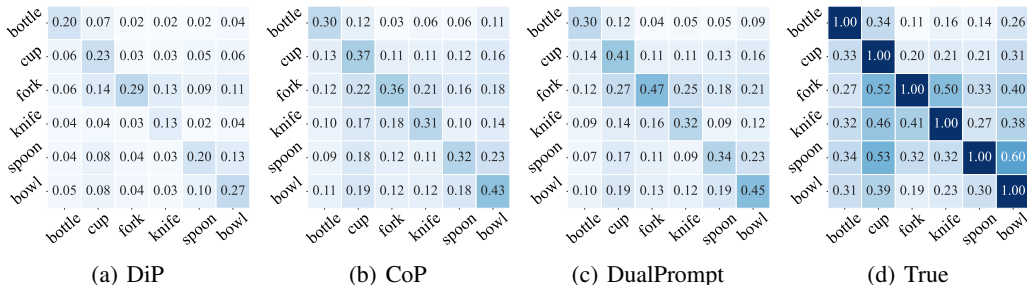 bottle 0.20 0.07 0.02 0.02 0.02 0.04
cup 0.06 0.23 0.03 0.03 0.05 0.06
fork 0.06 0.14 0.29 0.13 0.09 0.11
knife 0.04 0.04 0.03 0.13 0.02 0.04
spoon 0.04 0.08 0.04 0.03 0.20 0.13
bowl 0.05 0.08 0.04 0.03 0.10 0.27
bottle cup fork knife spoon bowl
(a) DiP
bottle 0.30 0.12 0.03 0.06 0.06 0.11
cup 0.13 0.37 0.11 0.11 0.12 0.16
fork 0.12 0.22 0.36 0.21 0.16 0.18
knife 0.10 0.17 0.18 0.31 0.10 0.14
spoon 0.09 0.18 0.12 0.11 0.32 0.23
bowl 0.11 0.19 0.12 0.12 0.18 0.43
bottle cup fork knife spoon bowl
(b) CoP
bottle 0.30 0.12 0.04 0.05 0.05 0.09
cup 0.14 0.41 0.11 0.11 0.13 0.16
fork 0.12 0.27 0.47 0.25 0.18 0.21
knife 0.09 0.14 0.16 0.32 0.09 0.12
spoon 0.07 0.17 0.11 0.09 0.34 0.23
bowl 0.10 0.19 0.13 0.12 0.19 0.45
bottle cup fork knife spoon bowl
(c) DualPrompt
bottle 1.00 0.34 0.11 0.16 0.14 0.26
cup 0.33 1.00 0.20 0.21 0.21 0.31
fork 0.27 0.52 1.00 0.50 0.33 0.40
knife 0.32 0.46 0.41 1.00 0.27 0.38
spoon 0.34 0.53 0.32 0.32 1.00 0.60
bowl 0.31 0.39 0.19 0.23 0.30 1.00
bottle cup fork knife spoon bowl
(d) True